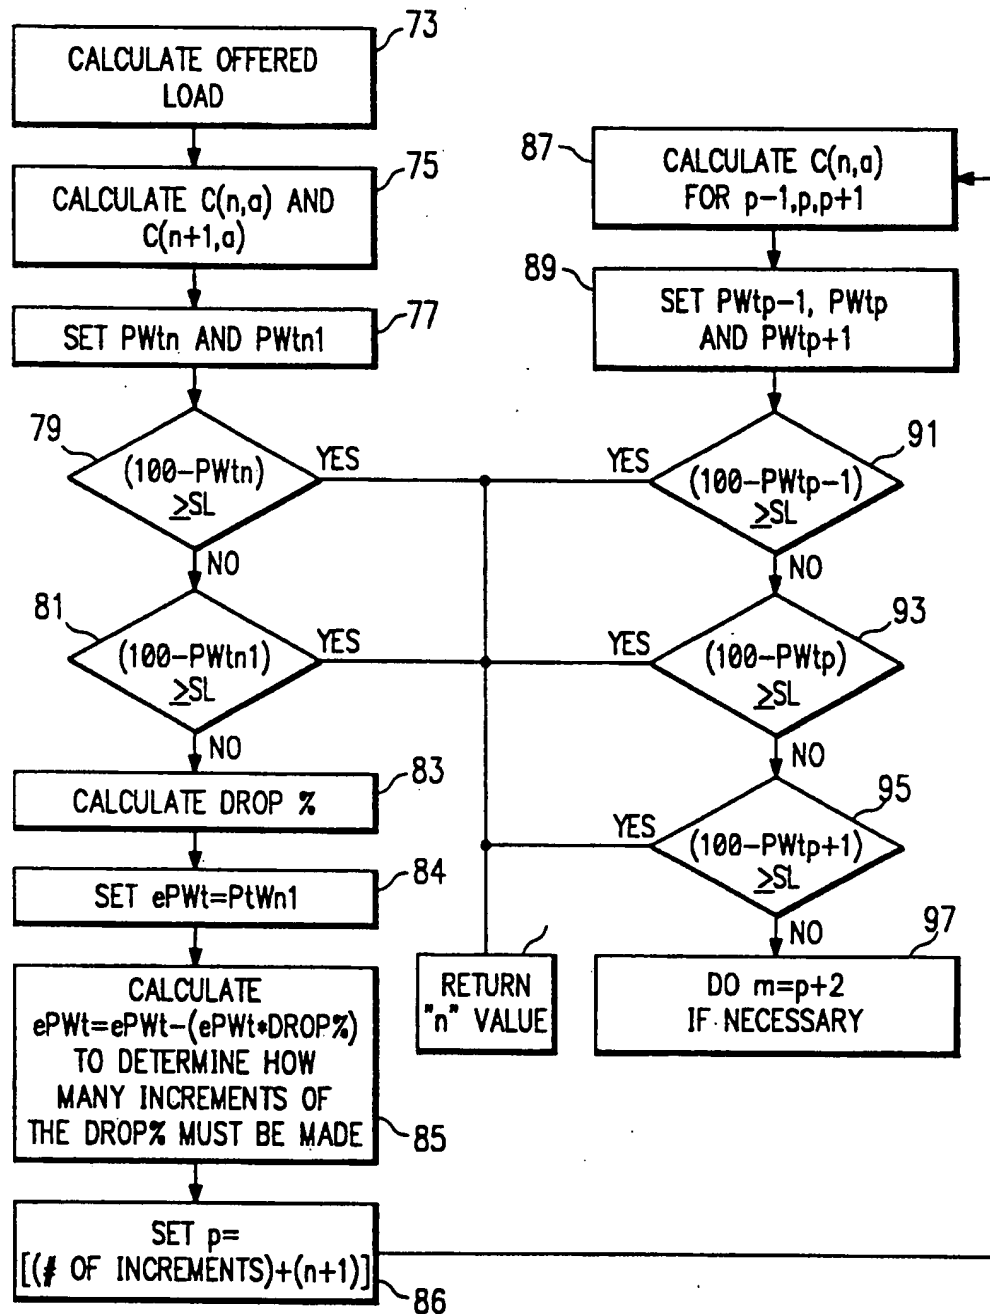 73
CALCULATE OFFERED
LOAD
75
CALCULATE C(n,a) AND
C(n+1,a)
77
SET PWtn AND PWtn1
79
(100-PWtn)
≥SL
YES
NO
81
(100-PWtn1)
≥SL
YES
NO
83
CALCULATE DROP %
84
SET ePWt=PtWn1
CALCULATE
ePWt=ePWt-(ePWt*DROP%)
TO DETERMINE HOW
MANY INCREMENTS OF
THE DROP% MUST BE MADE
85
SET p=
[(# OF INCREMENTS)+(n+1)]
86
RETURN
"n" VALUE
87
CALCULATE C(n,a)
FOR p-1,p,p+1
89
SET PWtp-1, PWtp
AND PWtp+1
91
YES
(100-PWtp-1)
≥SL
NO
93
YES
(100-PWtp)
≥SL
NO
95
YES
(100-PWtp+1)
≥SL
NO
97
DO m=p+2
IF NECESSARY